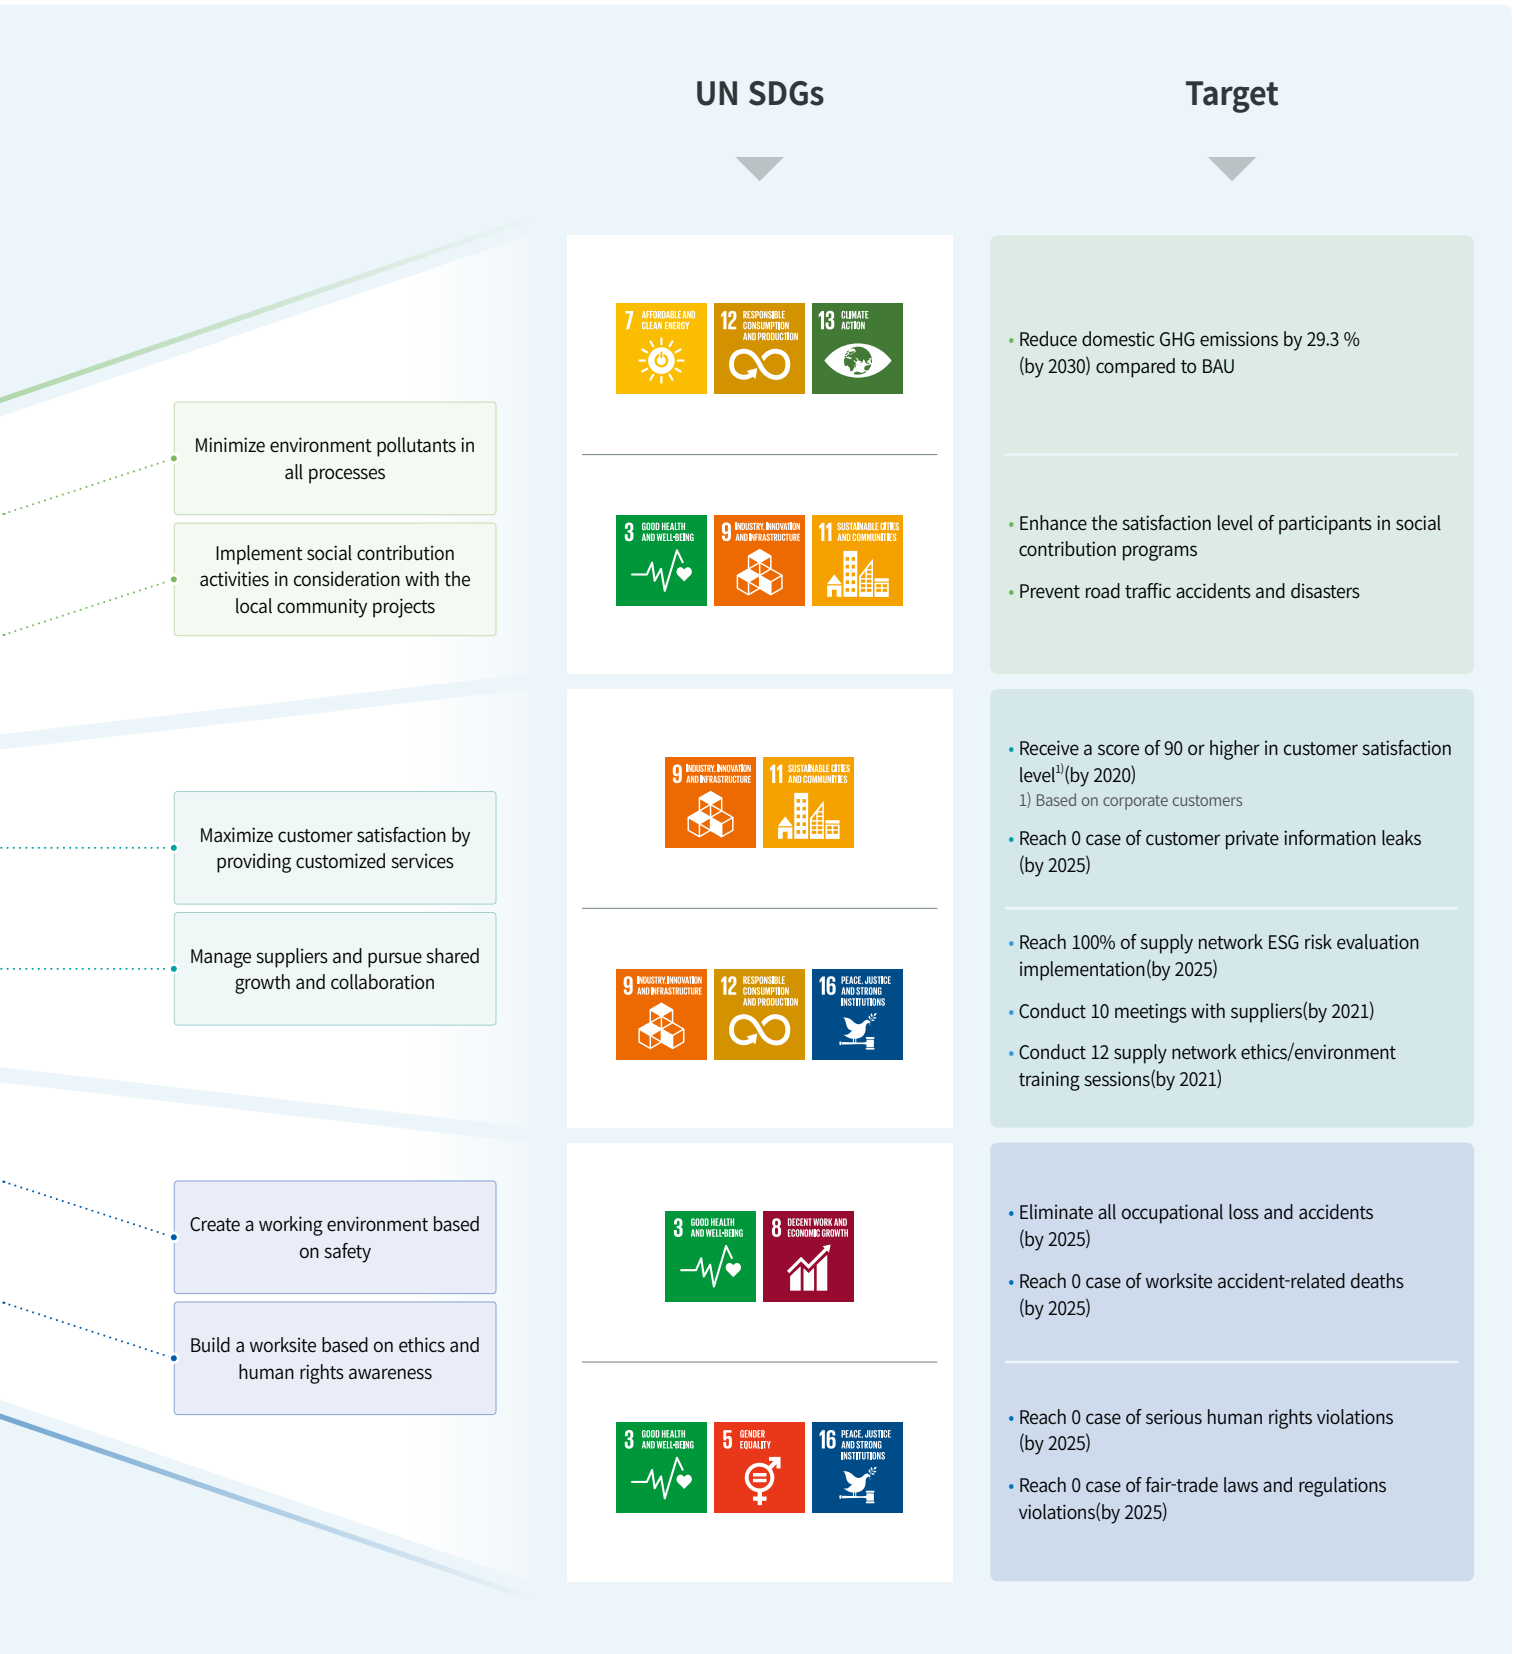 UN SDGs
Target
7 AFFORDABLE AND
CLEAN ENERGY
12 RESPONSIBLE
CONSUMPTION
AND PRODUCTION
13 CLIMATE
ACTION
• Reduce domestic GHG emissions by 29.3 %
(by 2030) compared to BAU
Minimize environment pollutants in
all processes
Implement social contribution
activities in consideration with the
local community projects
3 GOOD HEALTH
AND WELL-BEING
9 INDUSTRY, INNOVATION
AND INFRASTRUCTURE
11 SUSTAINABLE CITIES
AND COMMUNITIES
• Enhance the satisfaction level of participants in social
contribution programs
• Prevent road traffic accidents and disasters
Maximize customer satisfaction by
providing customized services
9 INDUSTRY, INNOVATION
AND INFRASTRUCTURE
11 SUSTAINABLE CITIES
AND COMMUNITIES
• Receive a score of 90 or higher in customer satisfaction
level1)(by 2020)
1) Based on corporate customers
• Reach 0 case of customer private information leaks
(by 2025)
Manage suppliers and pursue shared
growth and collaboration
9 INDUSTRY, INNOVATION
AND INFRASTRUCTURE
12 RESPONSIBLE
CONSUMPTION
AND PRODUCTION
16 PEACE, JUSTICE
AND STRONG
INSTITUTIONS
• Reach 100% of supply network ESG risk evaluation
implementation(by 2025)
• Conduct 10 meetings with suppliers(by 2021)
• Conduct 12 supply network ethics/environment
training sessions(by 2021)
Create a working environment based
on safety
3 GOOD HEALTH
AND WELL-BEING
8 DECENT WORK AND
ECONOMIC GROWTH
• Eliminate all occupational loss and accidents
(by 2025)
• Reach 0 case of worksite accident-related deaths
(by 2025)
Build a worksite based on ethics and
human rights awareness
3 GOOD HEALTH
AND WELL-BEING
5 GENDER
EQUALITY
16 PEACE, JUSTICE
AND STRONG
INSTITUTIONS
• Reach 0 case of serious human rights violations
(by 2025)
• Reach 0 case of fair-trade laws and regulations
violations(by 2025)